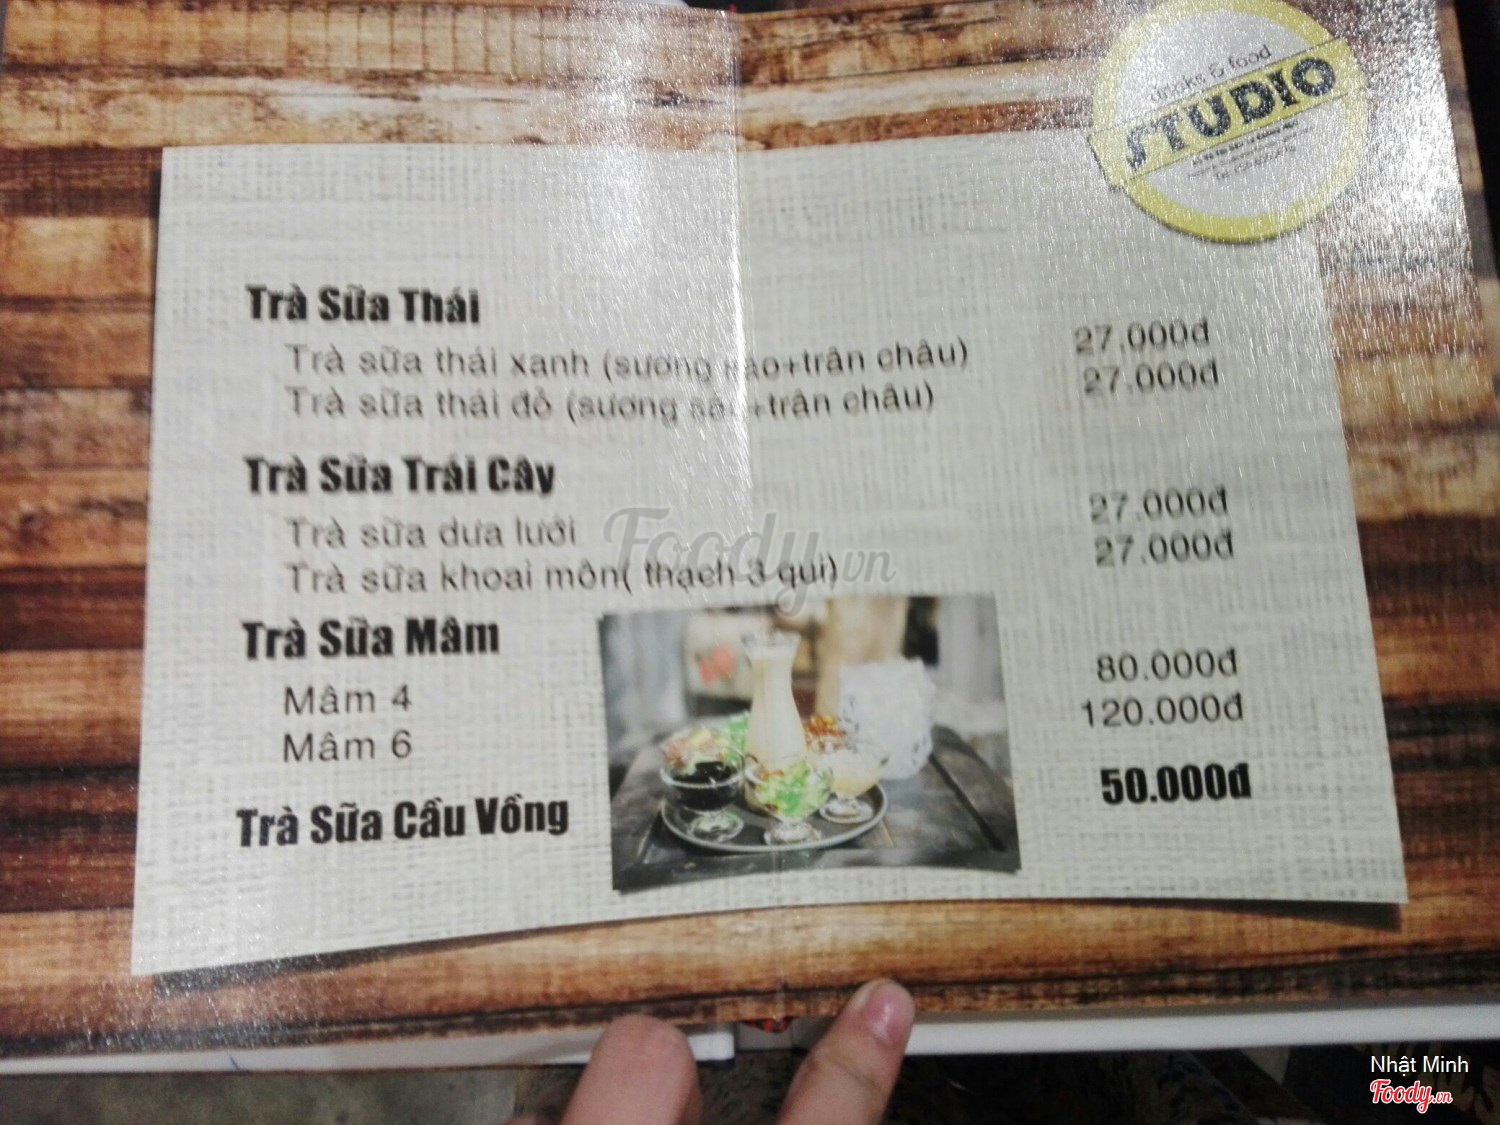 drinks & food
STUDIO
Trà Sữa Thái
Trà sữa thái xanh (sương sáo+trân châu) 27.000đ
Trà sữa thái đỏ (sương sáo+trân châu) 27.000đ
Trà Sữa Trái Cây
Trà sữa dưa lưới 27.000đ
Trà sữa khoai môn( thạch 3 qui) 27.000đ
Foody.vn
Trà Sữa Mâm
Mâm 4 80.000đ
Mâm 6 120.000đ
Trà Sữa Cầu Vồng 50.000đ
Nhật Minh
Foody.vn